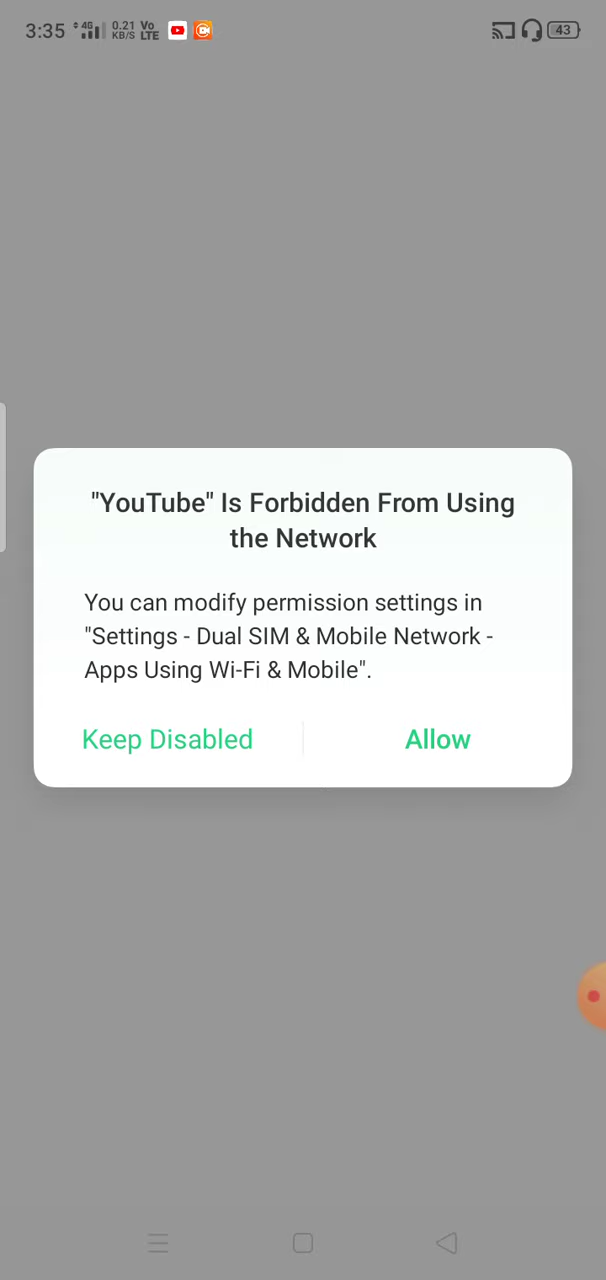 3:35 4G 0.21 KB/S Vo LTE 43
"YouTube" Is Forbidden From Using
the Network
You can modify permission settings in
"Settings - Dual SIM & Mobile Network -
Apps Using Wi-Fi & Mobile".
Keep Disabled Allow